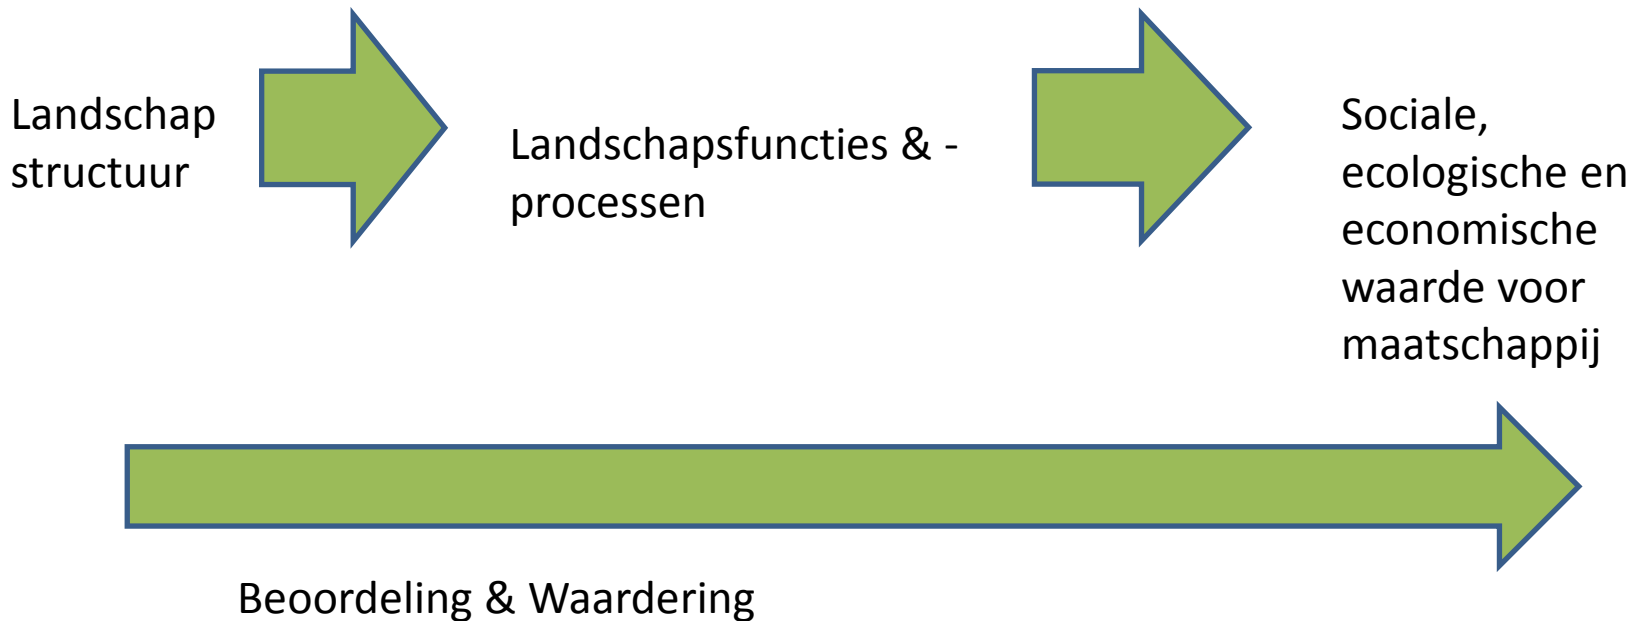 Landschap
structuur
Landschapsfuncties & -
processen
Sociale,
ecologische en
economische
waarde voor
maatschappij
Beoordeling & Waardering